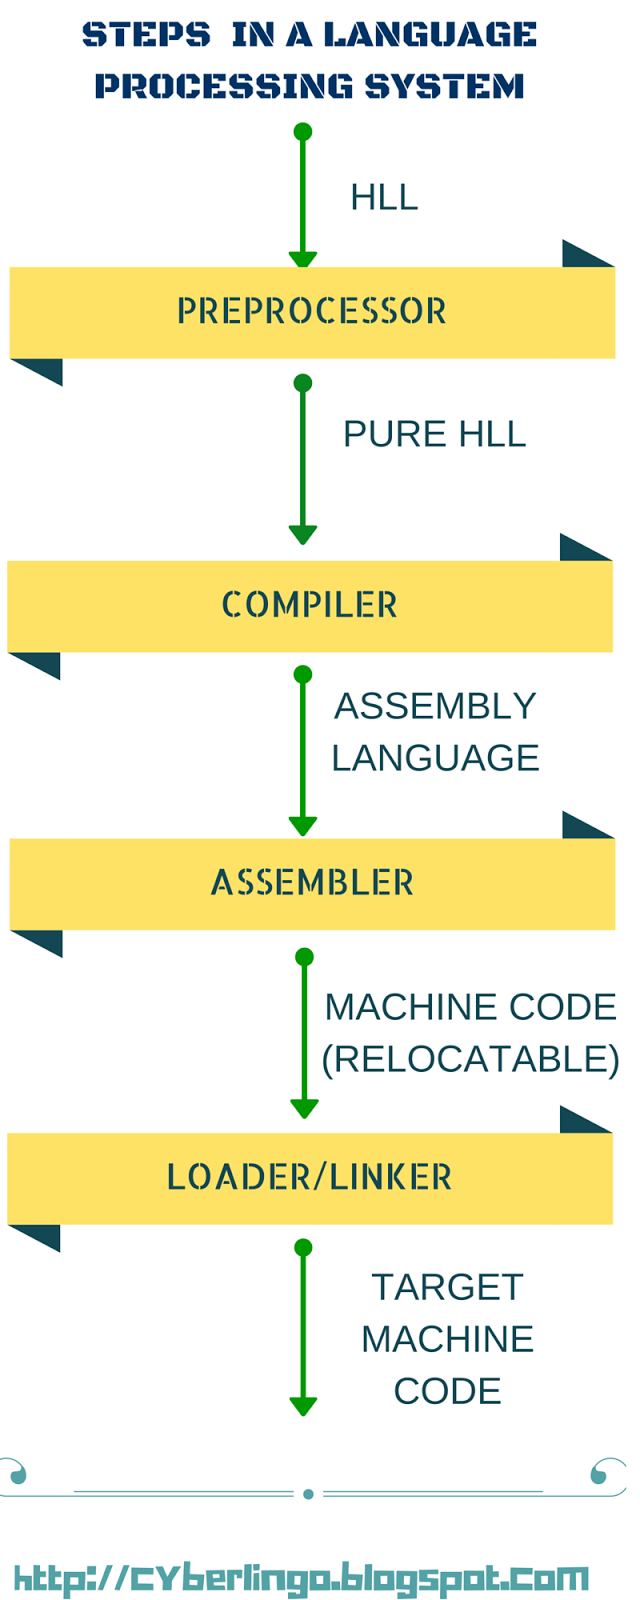 STEPS IN A LANGUAGE
PROCESSING SYSTEM
HLL
PREPROCESSOR
PURE HLL
COMPILER
ASSEMBLY
LANGUAGE
ASSEMBLER
MACHINE CODE
(RELOCATABLE)
LOADER/LINKER
TARGET
MACHINE
CODE
http://cyberlingo.blogspot.com